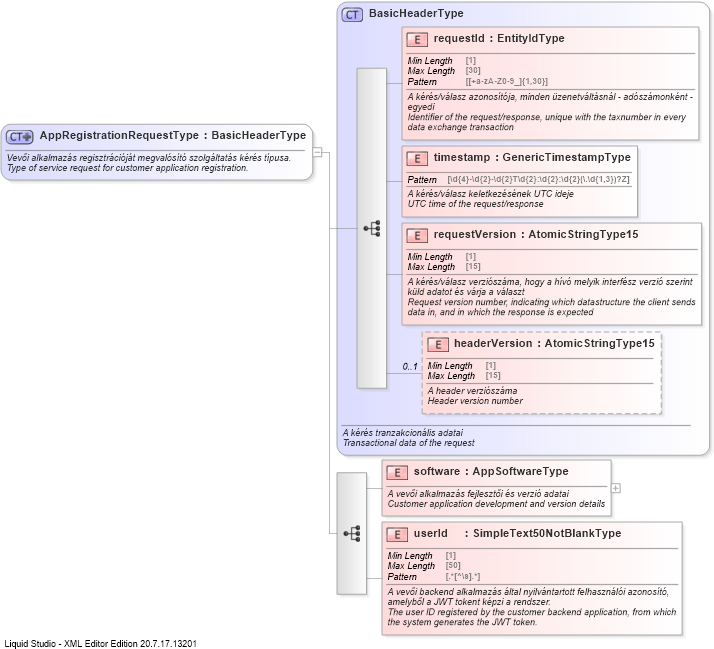 CT BasicHeaderType
E requestId : EntityIdType
Min Length [1]
Max Length [30]
Pattern [[+a-zA-Z0-9_]{1,30}]
A kérés/válasz azonosítója, minden üzenetváltásnál - adószámonként -
egyedi
Identifier of the request/response, unique with the taxnumber in every
data exchange transaction
CT AppRegistrationRequestType : BasicHeaderType
Vevői alkalmazás regisztrációját megvalósító szolgáltatás kérés típusa.
Type of service request for customer application registration.
E timestamp : GenericTimestampType
Pattern [\d{4}-\d{2}-\d{2}T\d{2}:\d{2}:\d{2}(\.\d{1,3})?Z]
A kérés/válasz keletkezésének UTC ideje
UTC time of the request/response
E requestVersion : AtomicStringType15
Min Length [1]
Max Length [15]
A kérés/válasz verziószáma, hogy a hívó melyik interfész verzió szerint
küld adatot és várja a választ
Request version number, indicating which datastructure the client sends
data in, and in which the response is expected
E headerVersion : AtomicStringType15
0..1
Min Length [1]
Max Length [15]
A header verziószáma
Header version number
A kérés tranzakcionális adatai
Transactional data of the request
E software : AppSoftwareType
A vevői alkalmazás fejlesztői és verzió adatai
Customer application development and version details
E userId : SimpleText50NotBlankType
Min Length [1]
Max Length [50]
Pattern [.*[^\s].*]
A vevői backend alkalmazás által nyilvántartott felhasználói azonosító,
amelyből a JWT tokent képzi a rendszer.
The user ID registered by the customer backend application, from which
the system generates the JWT token.
Liquid Studio - XML Editor Edition 20.7.17.13201